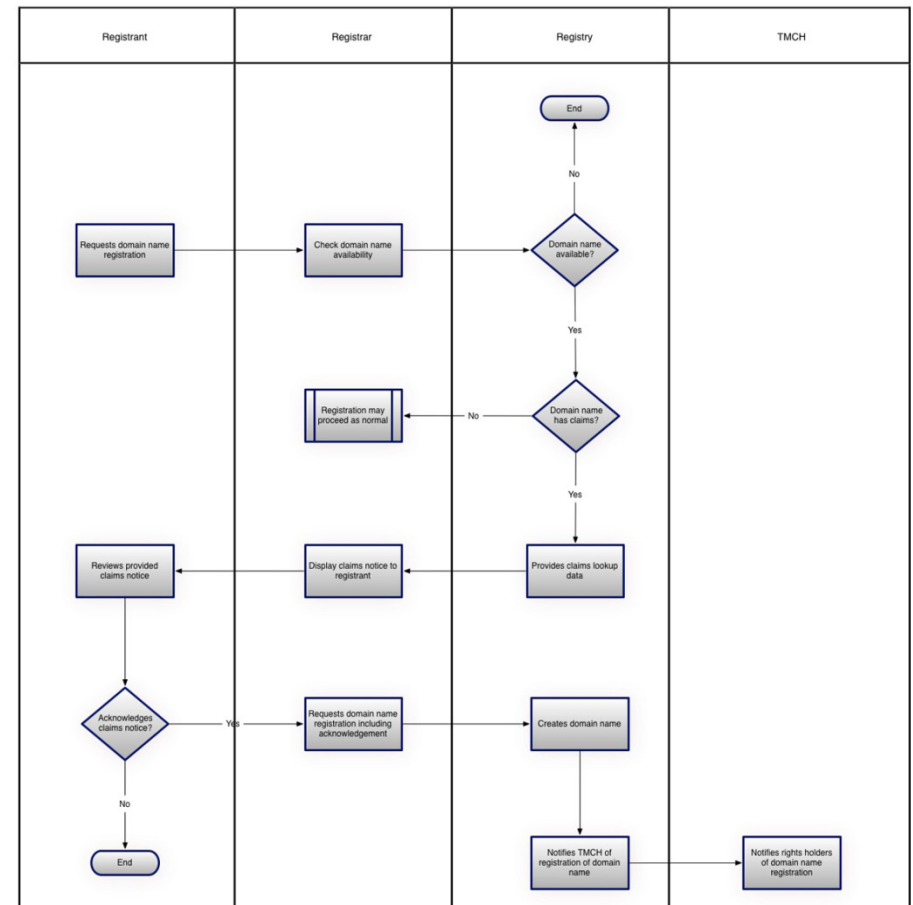 Registrant
Registrar
Registry
TMCH
End
No
Requests domain name
registration
Check domain name
availability
Domain name
available?
Yes
Registration may
proceed as normal
No
Domain name
has claims?
Yes
Reviews provided
claims notice
Display claims notice to
registrant
Provides claims lookup
data
Acknowledges
claims notice?
Yes
Requests domain name
registration including
acknowledgement
Creates domain name
No
End
Notifies TMCH of
registration of domain
name
Notifies rights holders
of domain name
registration